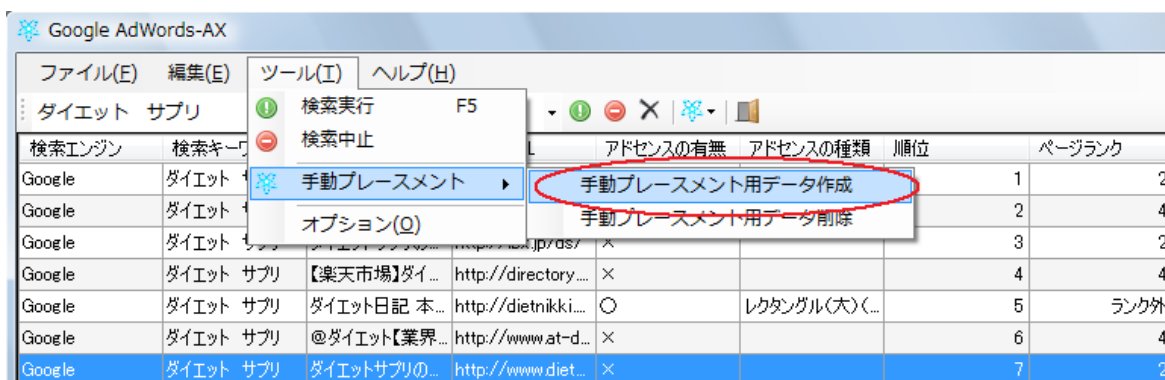 Google AdWords-AX
ファイル(F) 編集(E) ツール(T) ヘルプ(H)
ダイエット サプリ
検索実行 F5
検索中止
手動プレースメント
オプション(O)
手動プレースメント用データ作成
手動プレースメント用データ削除
検索エンジン 検索キーワ L アドセンスの有無 アドセンスの種類 順位 ページランク
Google ダイエット サ 1 2
Google ダイエット サ 2 4
Google ダイエット サプリ ×  3 2
Google ダイエット サプリ 【楽天市場】ダイ... http://directory.... × 4 4
Google ダイエット サプリ ダイエット日記 本... http://dietnikki.... ○ レクタングル(大)(... 5 ランク外
Google ダイエット サプリ @ダイエット【業界... http://www.at-d... × 6 4
Google ダイエット サプリ ダイエットサプリの... http://www.diet... × 7 2